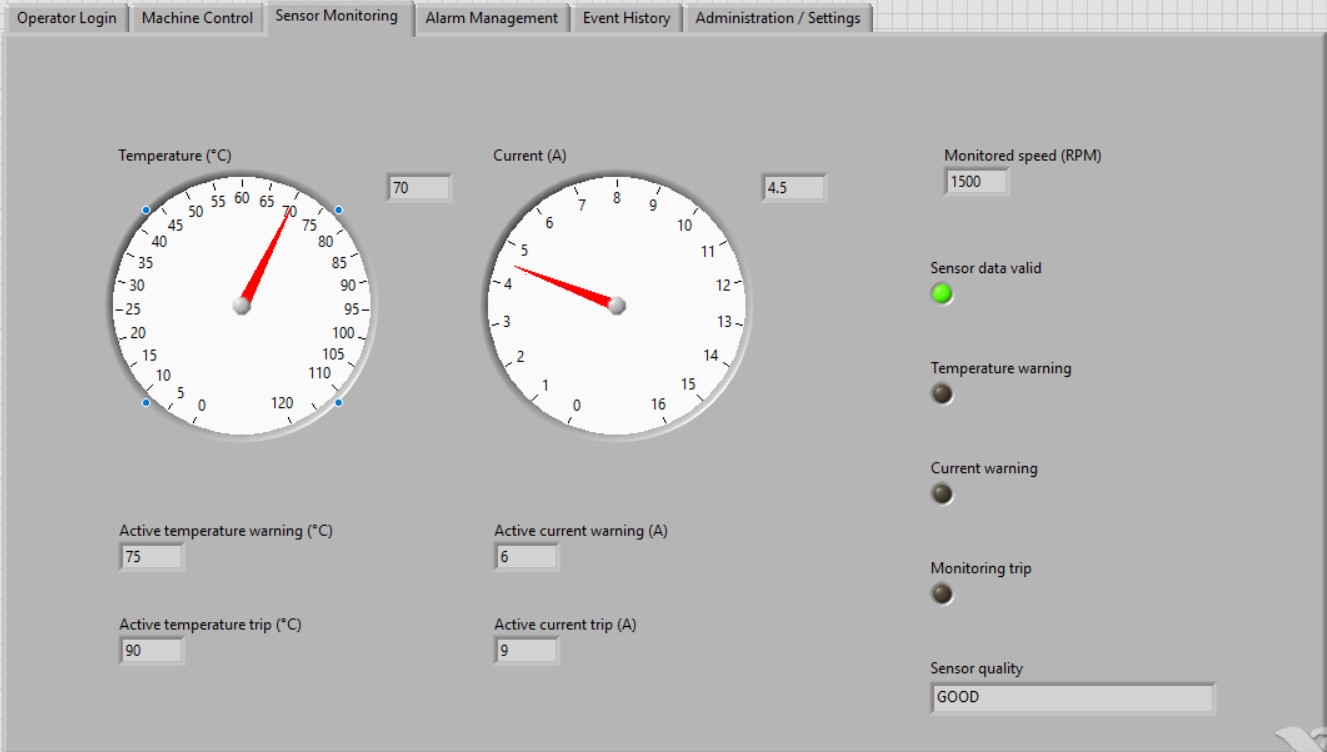 Operator Login Machine Control Sensor Monitoring Alarm Management Event History Administration / Settings
Temperature (°C)
70
0 5 10 15 20 25 30 35 40 45 50 55 60 65 70 75 80 85 90 95 100 105 110 120
Current (A)
4.5
0 1 2 3 4 5 6 7 8 9 10 11 12 13 14 15 16
Monitored speed (RPM)
1500
Sensor data valid
Temperature warning
Current warning
Monitoring trip
Sensor quality
GOOD
Active temperature warning (°C)
75
Active current warning (A)
6
Active temperature trip (°C)
90
Active current trip (A)
9